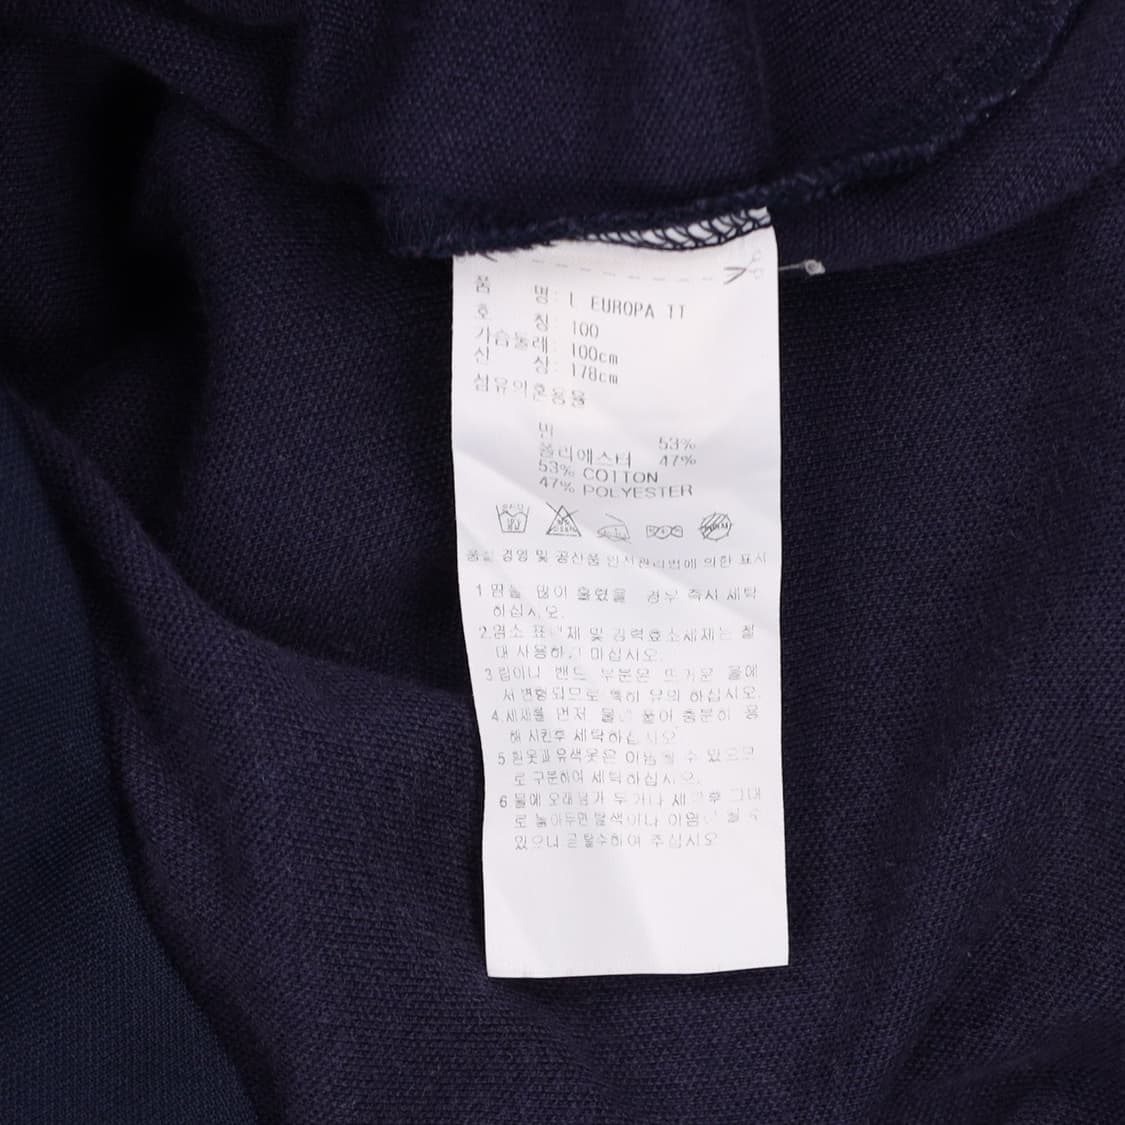 품 명: L EUROPA TT
호 칭: 100
가슴둘레: 100cm
신 장: 178cm
섬유의혼용율
면 53%
폴리에스터 47%
53% COTTON
47% POLYESTER
품질 경영 및 공산품 안전관리법에 의한 표시
1.땀을 많이 흘렸을 경우 즉시 세탁
하십시오.
2.염소 표백제 및 강력효소세제는 절
대 사용하지 마십시오.
3.립이나 밴드 부분은 뜨거운 물에
서 변형되므로 특히 유의 하십시오.
4.세제를 먼저 물에 풀어 충분히 용
해 시킨후 세탁하십시오
5.흰옷과 유색옷은 이염될 수 있으므
로 구분하여 세탁하십시오.
6.물에 오래담가 두거나 세탁후 그대
로 놓아두면 탈색이나 이염이 될 수
있으니 곧 탈수하여 주십시오